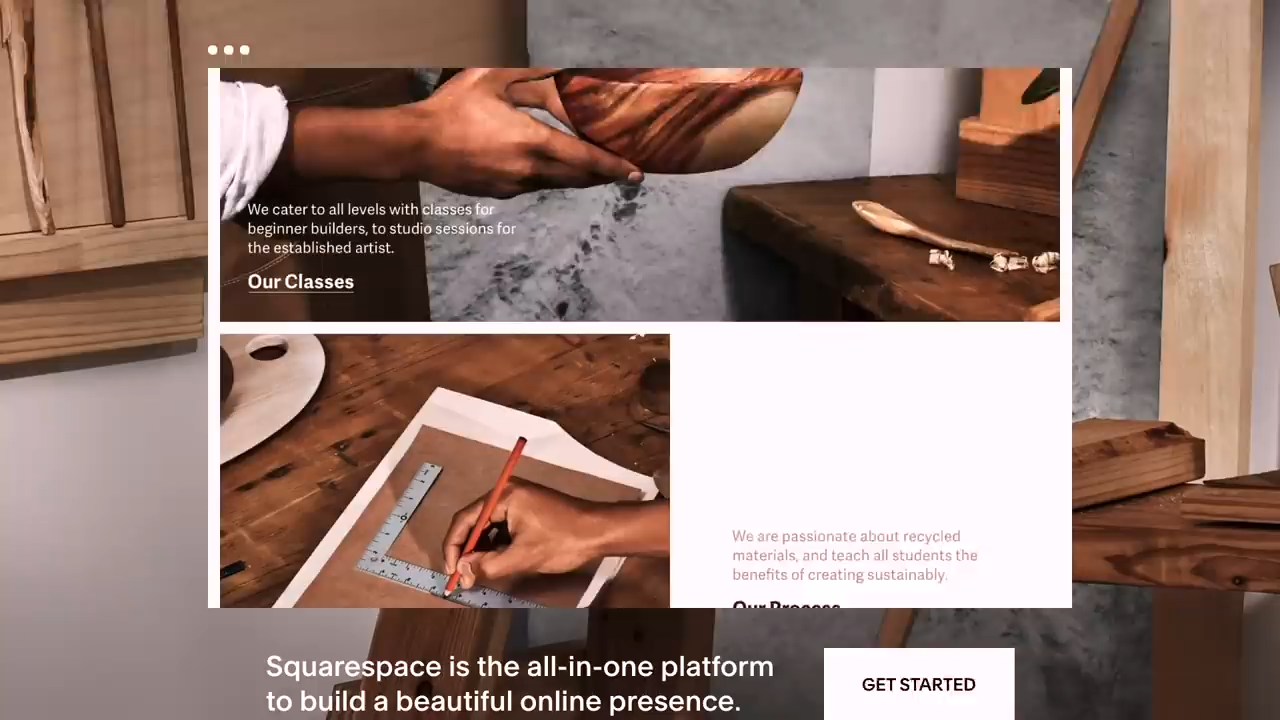 We cater to all levels with classes for
beginner builders, to studio sessions for
the established artist.
Our Classes
We are passionate about recycled
materials, and teach all students the
benefits of creating sustainably.
Our Process
Squarespace is the all-in-one platform
to build a beautiful online presence.
GET STARTED